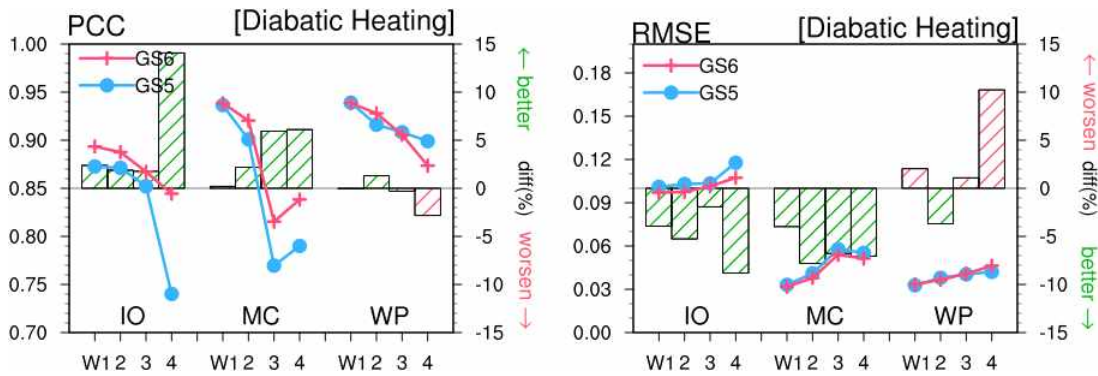 PCC [Diabatic Heating]
1.00
0.95
0.90
0.85
0.80
0.75
0.70
GS6
GS5
IO MC WP
W1 2 3 4 W1 2 3 4 W1 2 3 4
15
10
5
0
-5
-10
-15
← worsen diff(%) better →
RMSE [Diabatic Heating]
0.18
0.15
0.12
0.09
0.06
0.03
0.00
GS6
GS5
IO MC WP
W1 2 3 4 W1 2 3 4 W1 2 3 4
15
10
5
0
-5
-10
-15
← better diff(%) worsen →